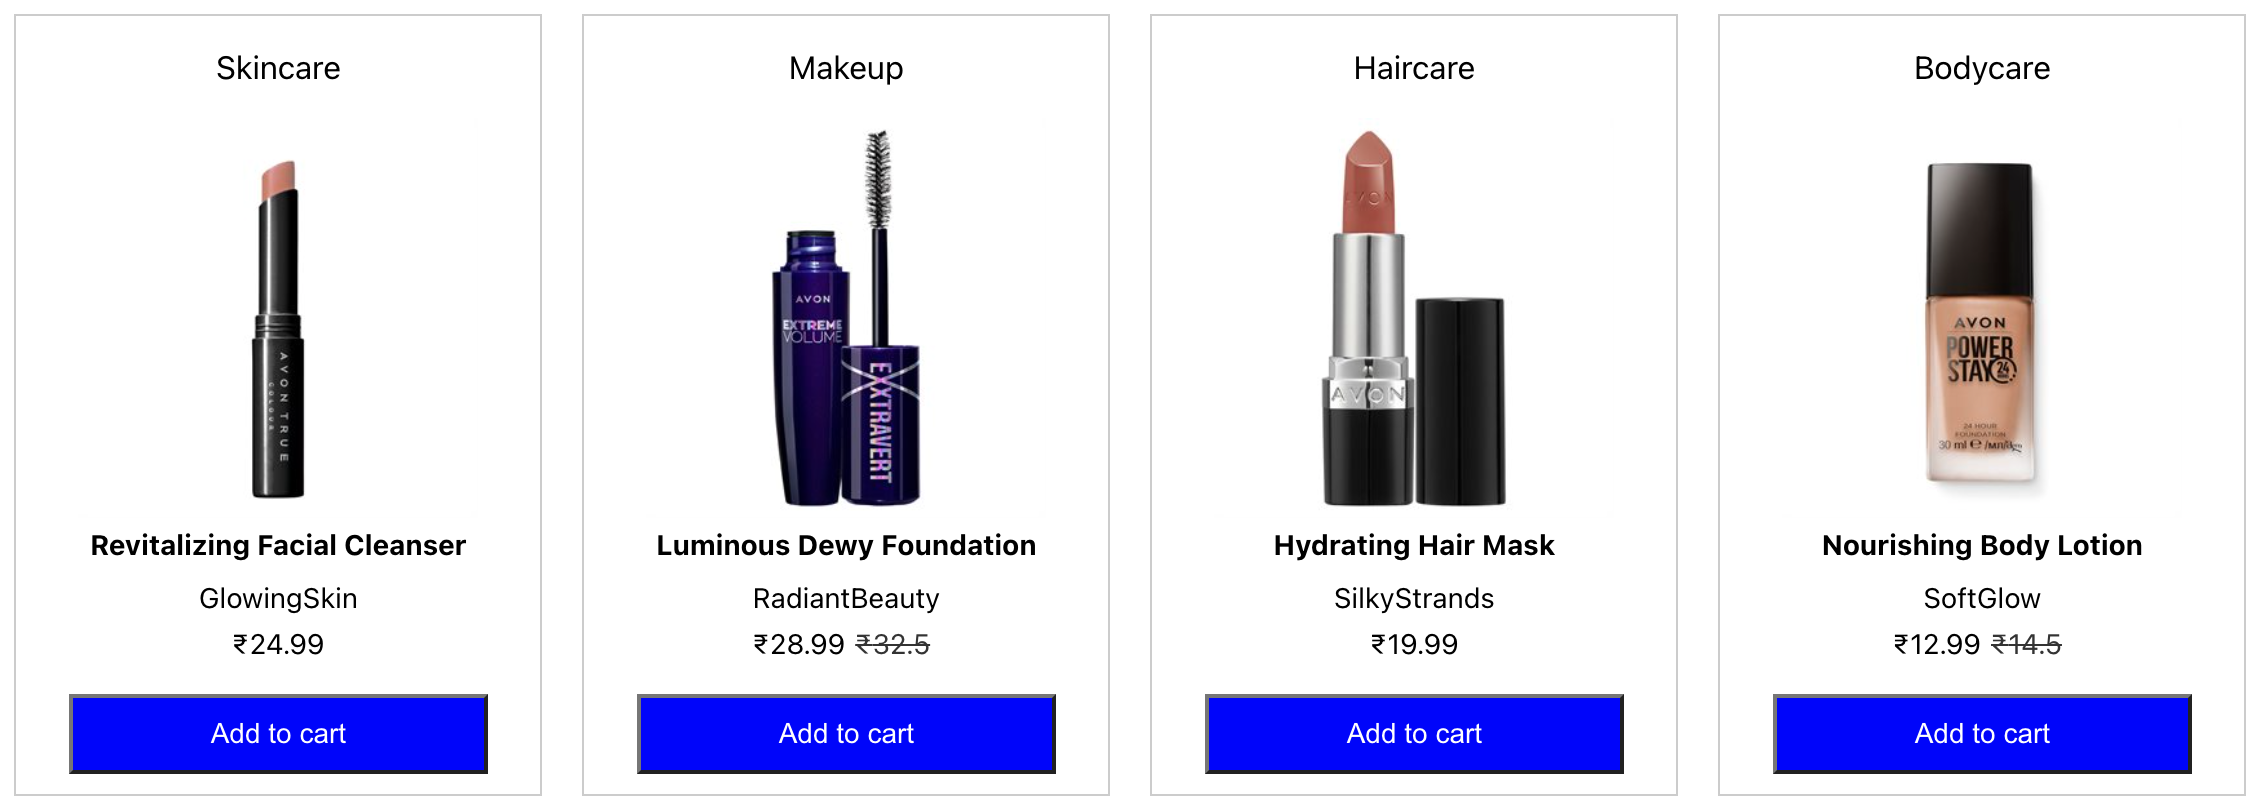 Skincare
AVON TRUE
COLOUR
Revitalizing Facial Cleanser
GlowingSkin
₹24.99
Add to cart
Makeup
AVON
EXTREME
VOLUME
EXXTRAVERT
Luminous Dewy Foundation
RadiantBeauty
₹28.99 ₹32.5
Add to cart
Haircare
AVON
AVON
Hydrating Hair Mask
SilkyStrands
₹19.99
Add to cart
Bodycare
AVON
POWER
STAY 24
24 HOUR
FOUNDATION
30 ml ℮
Nourishing Body Lotion
SoftGlow
₹12.99 ₹14.5
Add to cart